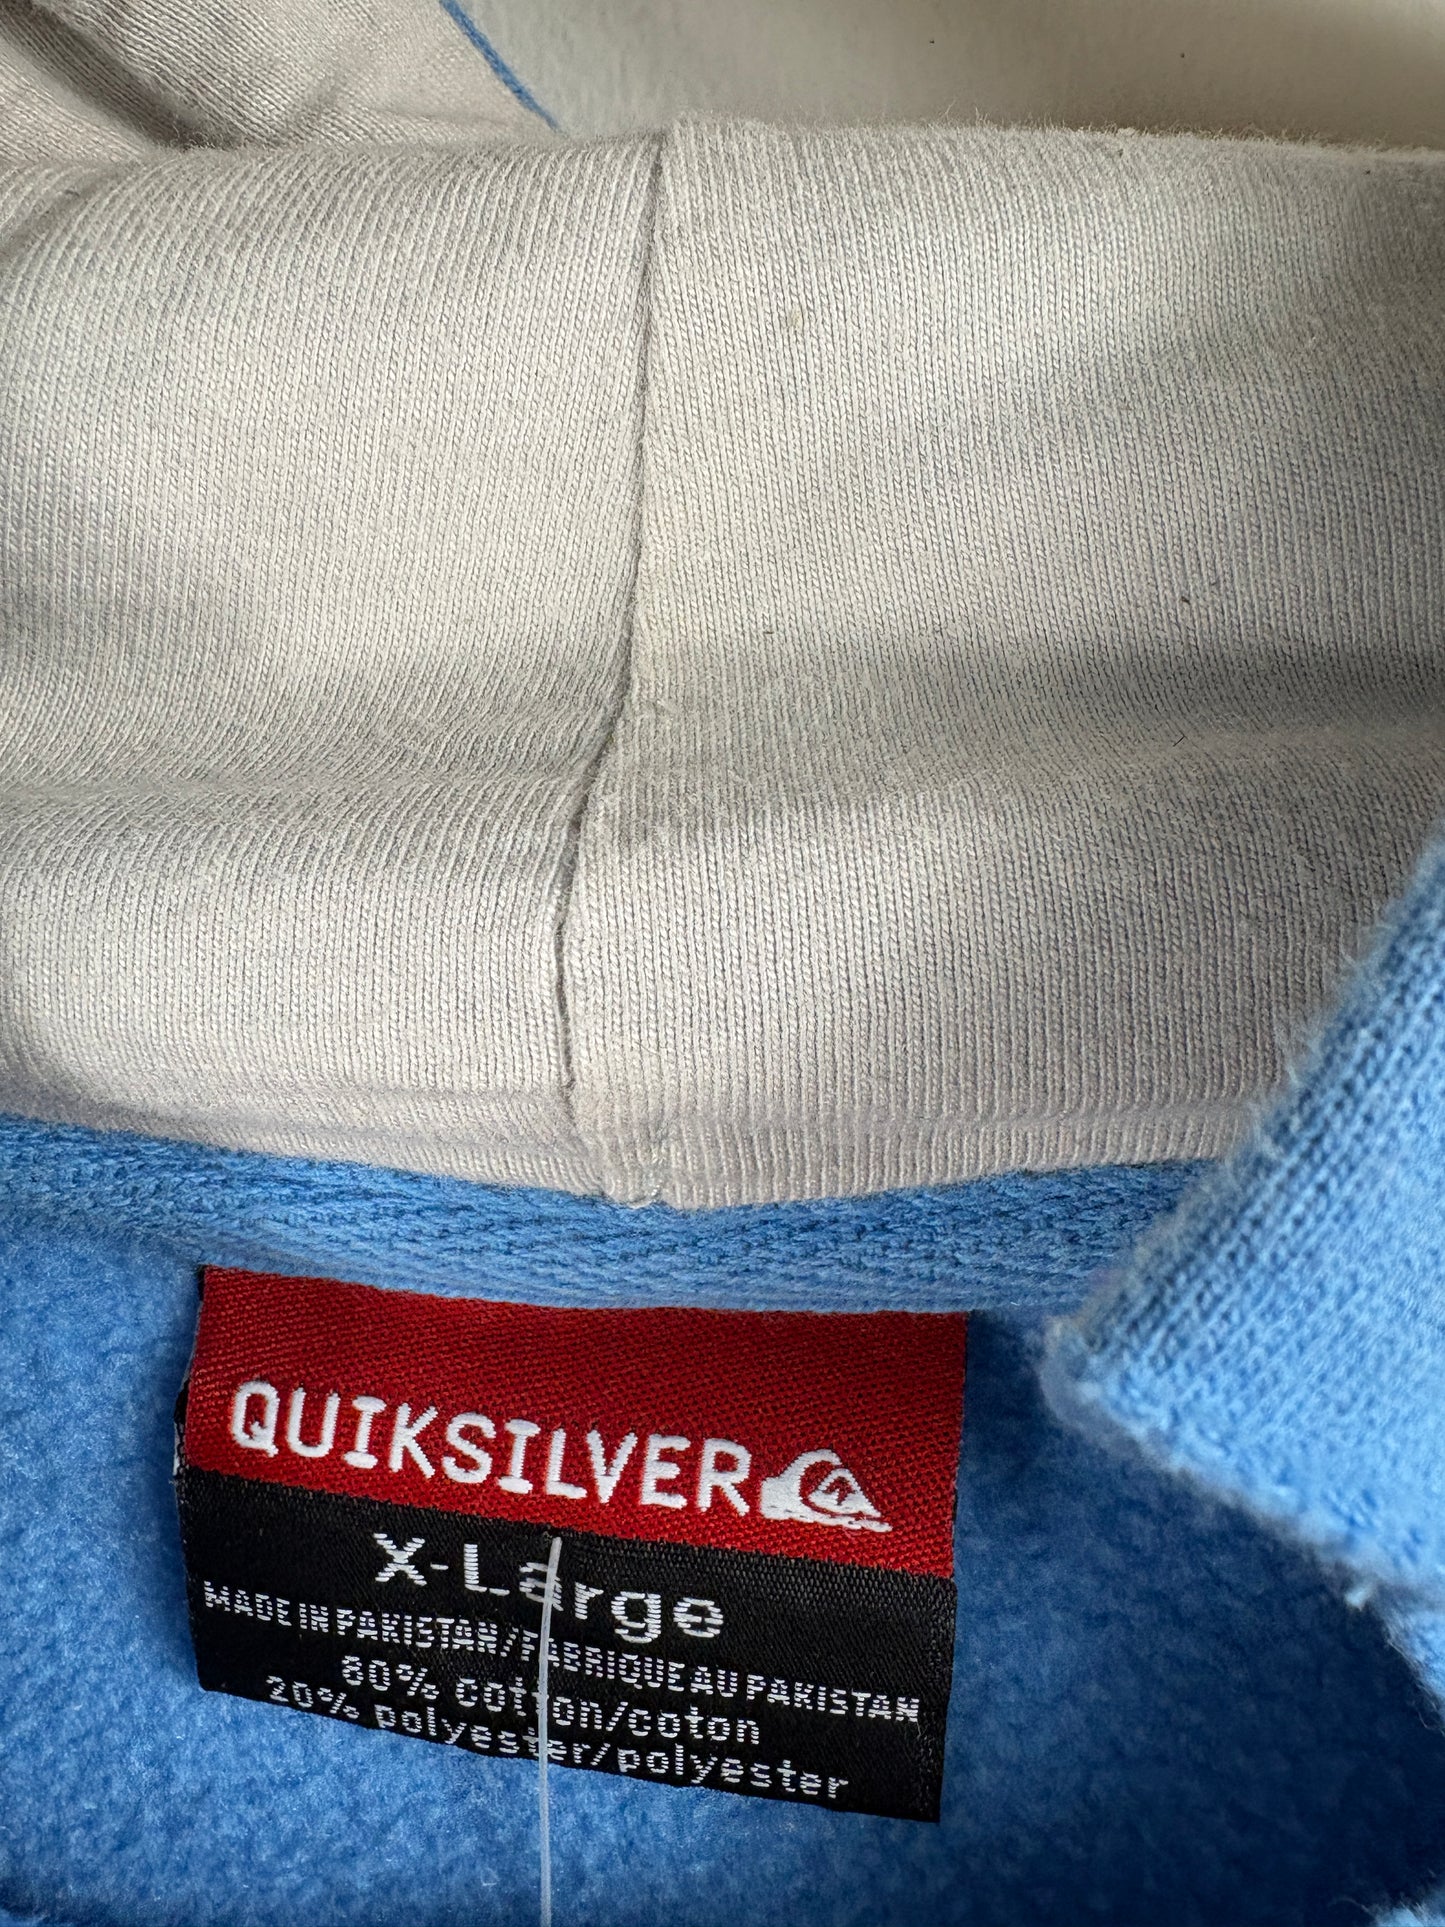 QUIKSILVER
X-Large
MADE IN PAKISTAN/FABRIQUE AU PAKISTAN
80% cotton/coton
20% polyester/polyester